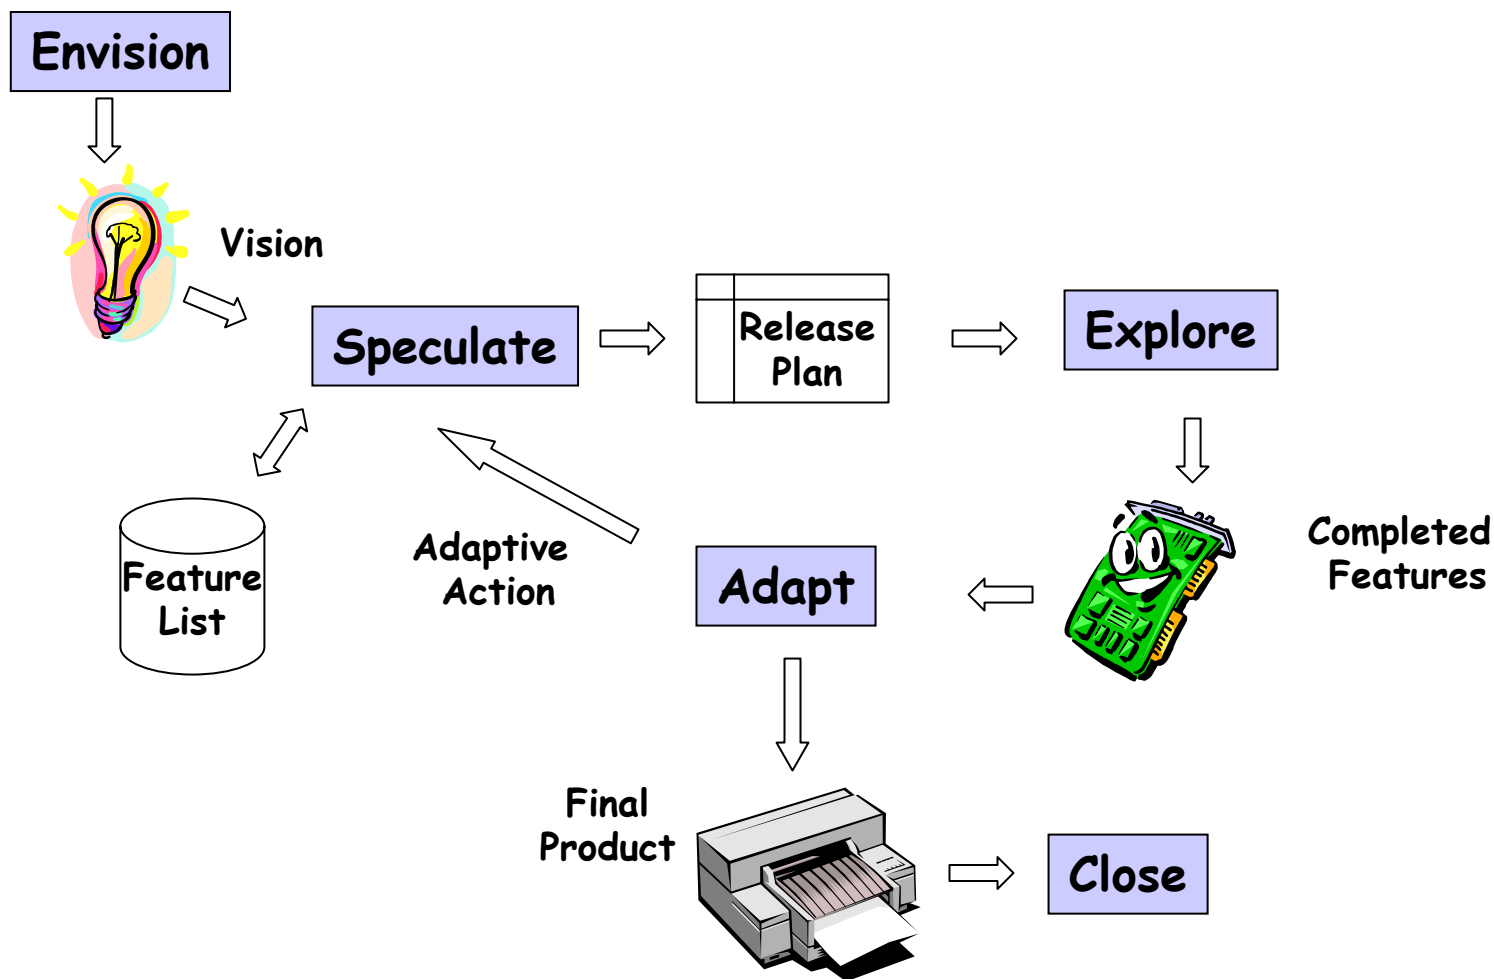 Envision
Vision
Speculate
Release
Plan
Explore
Feature
List
Adaptive
Action
Adapt
Completed
Features
Final
Product
Close